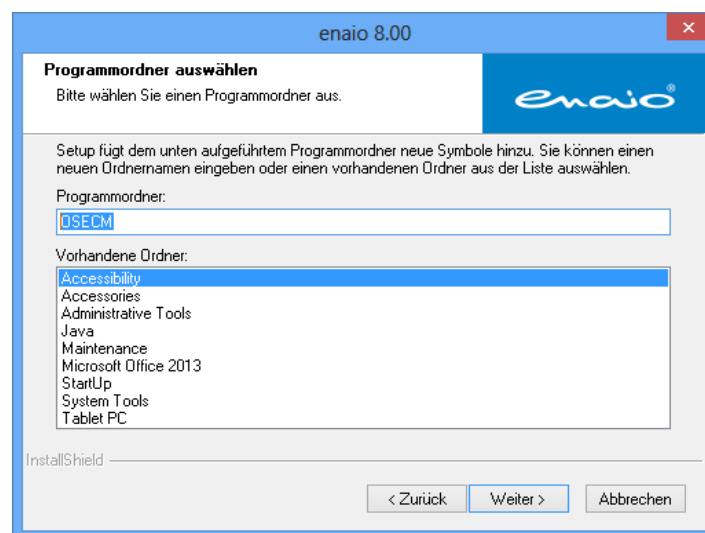 enaio 8.00
Programmordner auswählen
Bitte wählen Sie einen Programmordner aus.
enaio®
Setup fügt dem unten aufgeführtem Programmordner neue Symbole hinzu. Sie können einen
neuen Ordnernamen eingeben oder einen vorhandenen Ordner aus der Liste auswählen.
Programmordner:
OSECM
Vorhandene Ordner:
Accessibility
Accessories
Administrative Tools
Java
Maintenance
Microsoft Office 2013
StartUp
System Tools
Tablet PC
InstallShield
< Zurück Weiter > Abbrechen